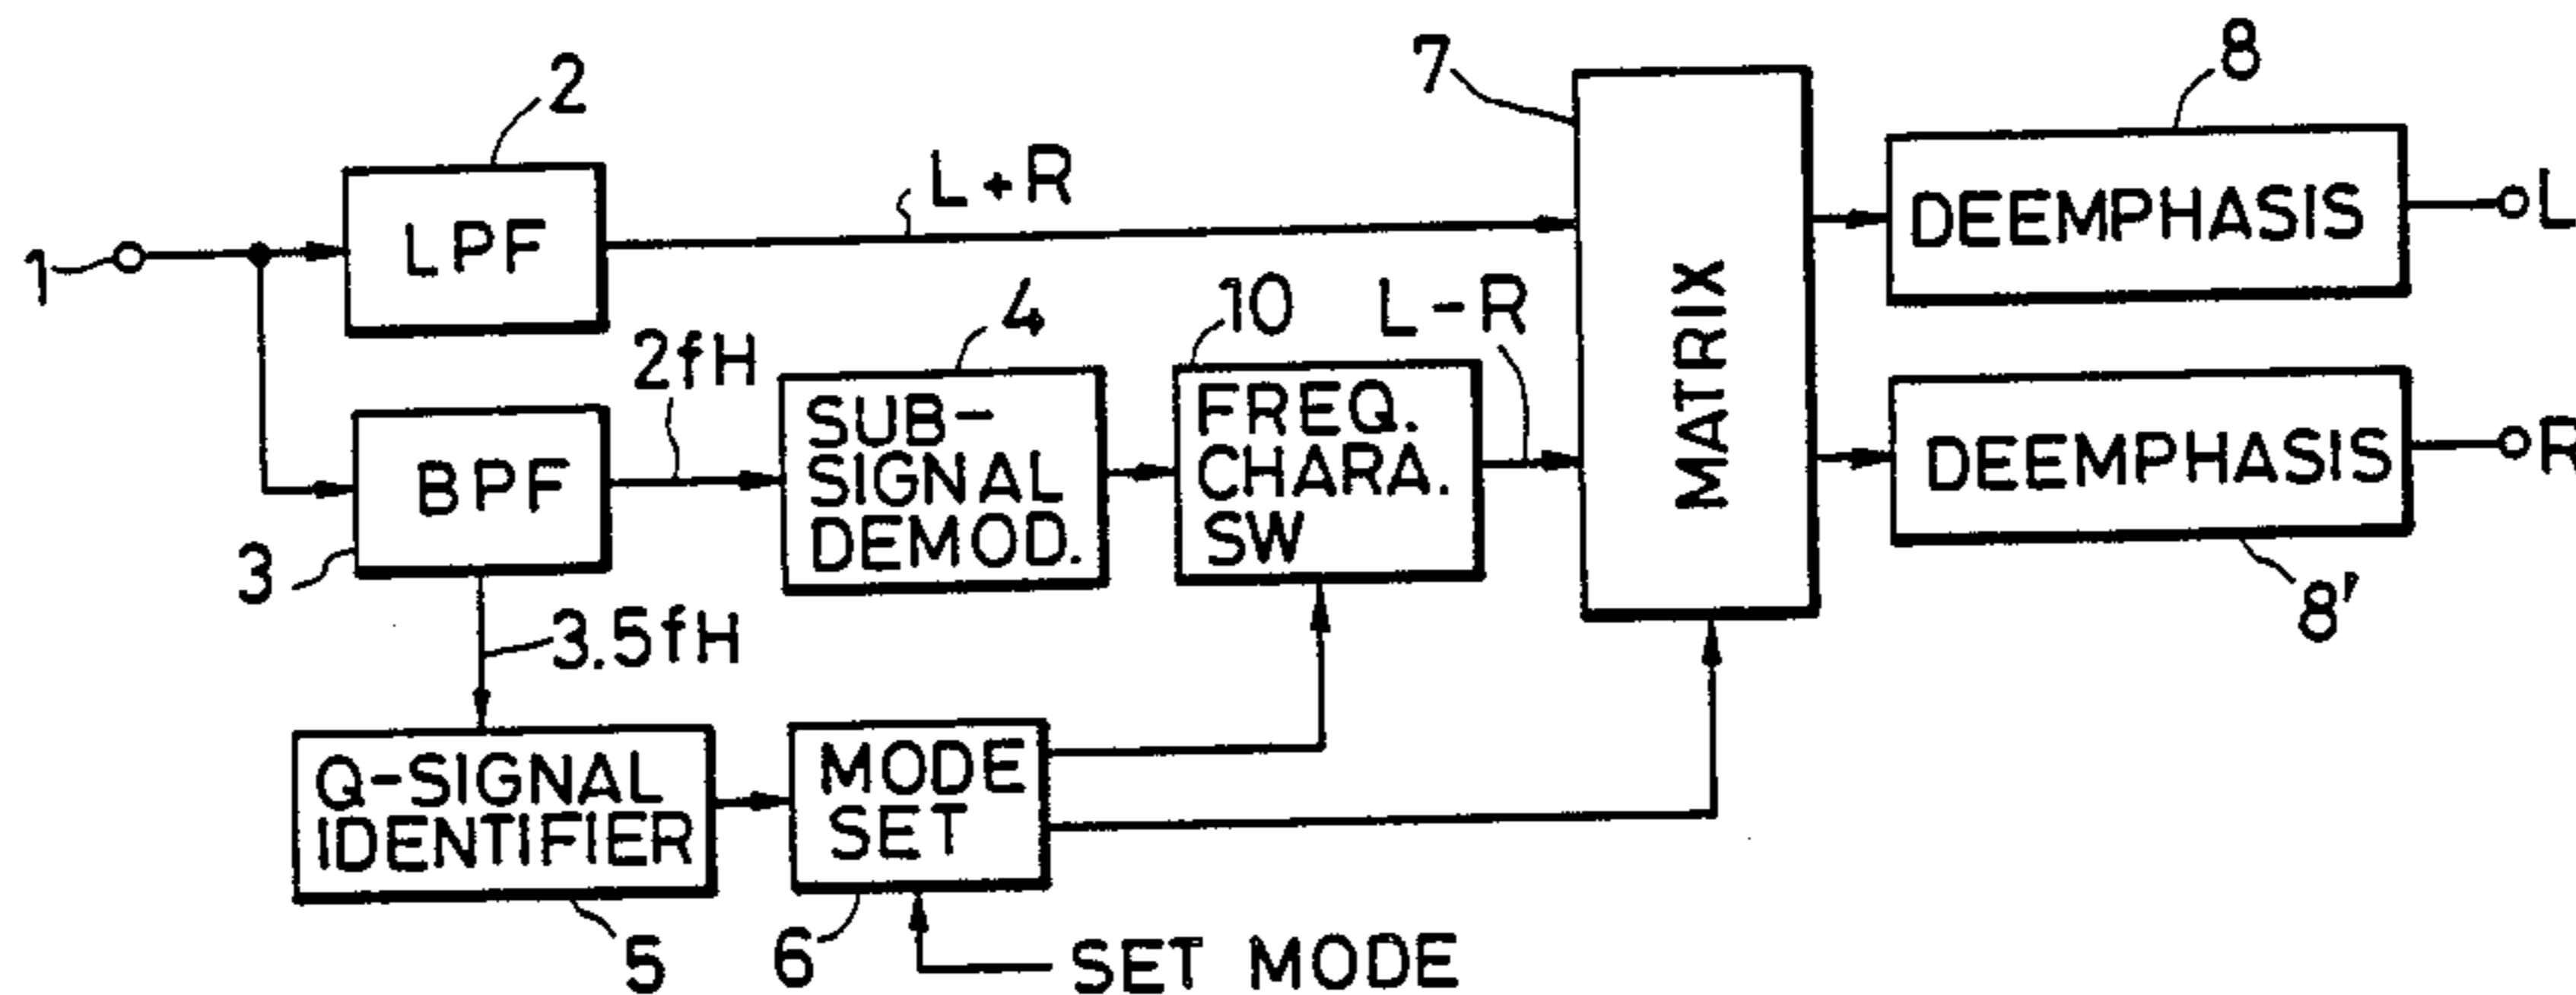 2
7
8
LPF
L+R
DEEMPHASIS
L
1
4
10
L-R
2fH
MATRIX
BPF
SUB-
SIGNAL
DEMOD.
FREQ.
CHARA.
SW
DEEMPHASIS
R
3
3.5fH
8'
Q-SIGNAL
IDENTIFIER
MODE
SET
5
6
SET MODE